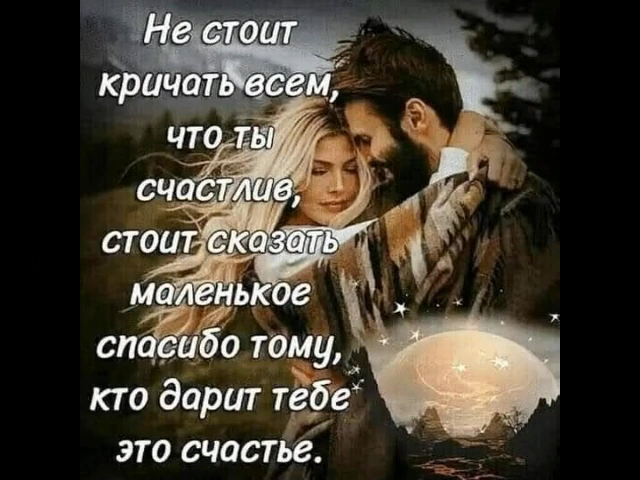 Не стоит
кричать всем,
что ты
счастлив,
стоит сказать
маленькое
спасибо тому,
кто дарит тебе
это счастье.